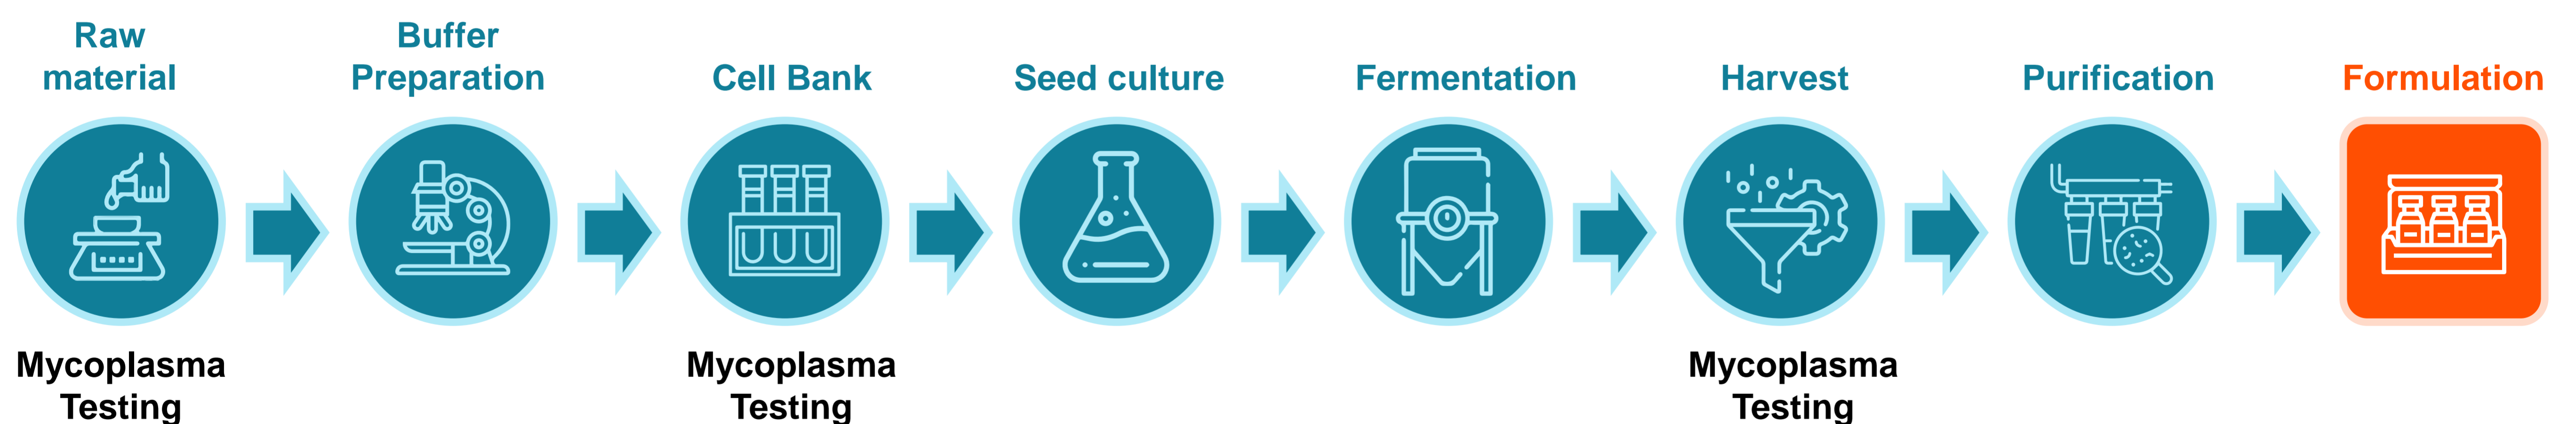 Raw
material
Buffer
Preparation
Cell Bank
Seed culture
Fermentation
Harvest
Purification
Formulation
Mycoplasma
Testing
Mycoplasma
Testing
Mycoplasma
Testing